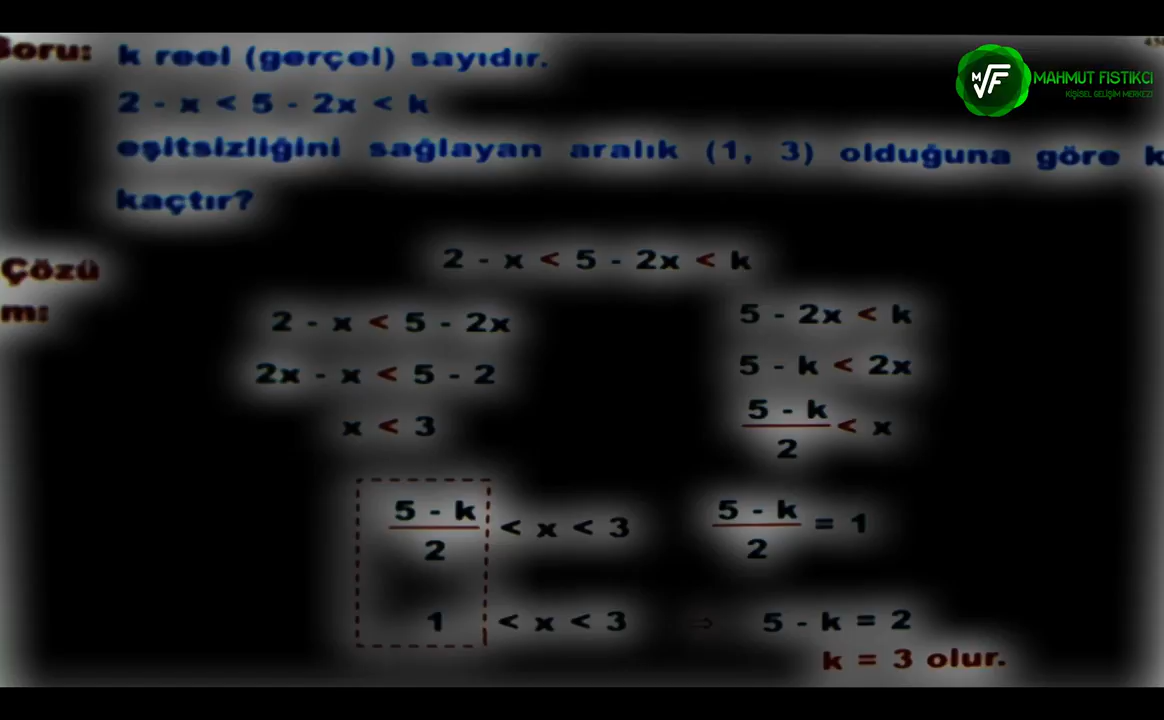 Soru: k reel (gerçel) sayıdır.
2 - x < 5 - 2x < k
eşitsizliğini sağlayan aralık (1, 3) olduğuna göre k
kaçtır?
MAHMUT FISTIKCI
KİŞİSEL GELİŞİM MERKEZİ
Çözü
m:
2 - x < 5 - 2x < k
2 - x < 5 - 2x
5 - 2x < k
2x - x < 5 - 2
5 - k < 2x
x < 3
5 - k
2
< x
5 - k
2
< x < 3
5 - k
2
= 1
1 < x < 3 ⇒ 5 - k = 2
k = 3 olur.